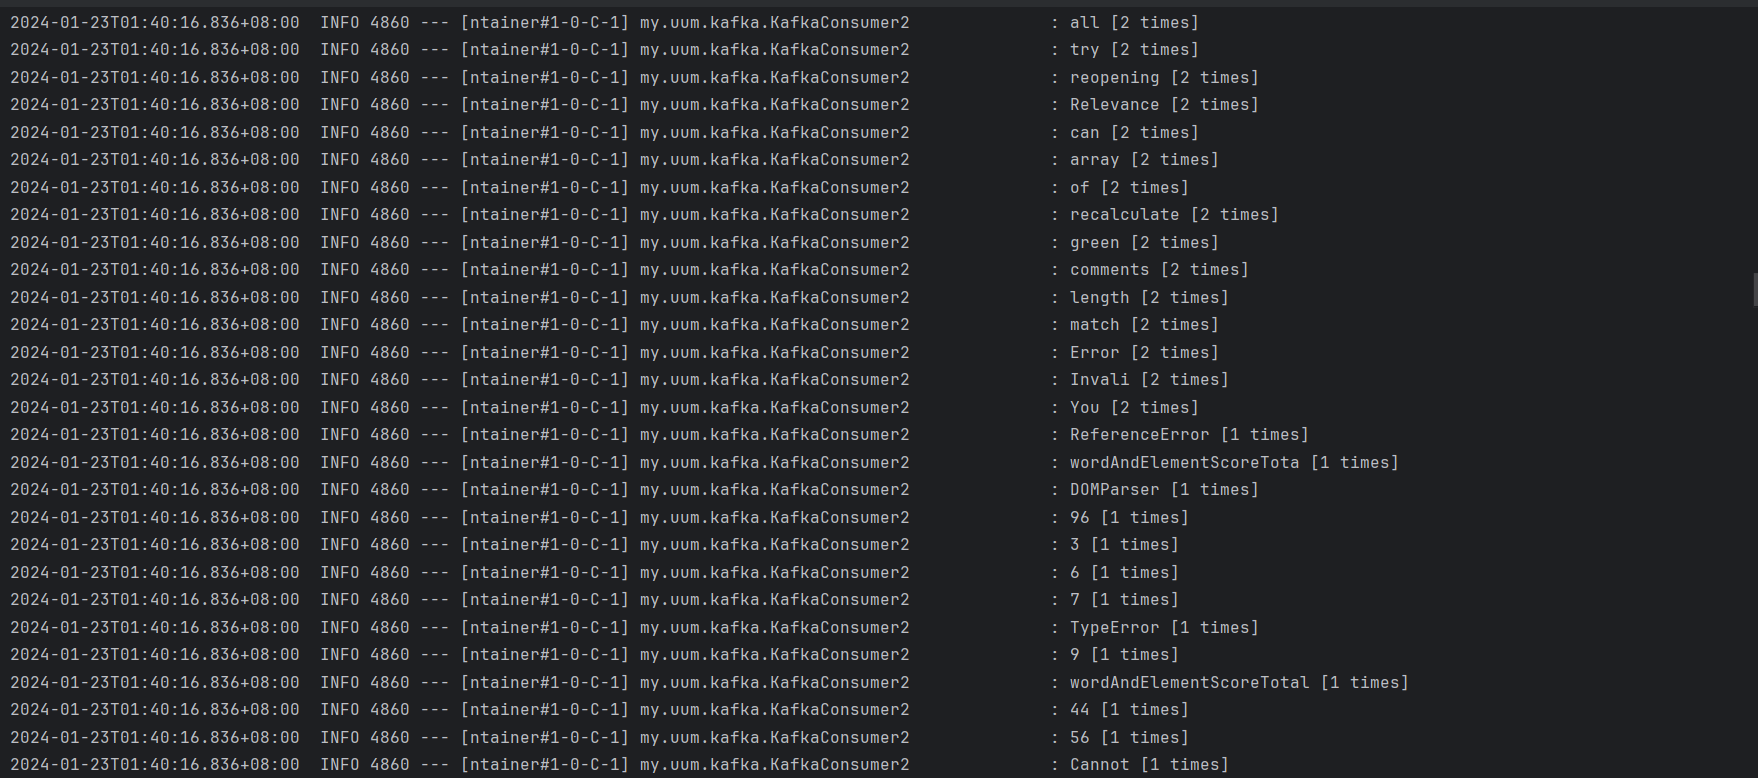 2024-01-23T01:40:16.836+08:00  INFO 4860 --- [ntainer#1-0-C-1] my.uum.kafka.KafkaConsumer2              : all [2 times]
2024-01-23T01:40:16.836+08:00  INFO 4860 --- [ntainer#1-0-C-1] my.uum.kafka.KafkaConsumer2              : try [2 times]
2024-01-23T01:40:16.836+08:00  INFO 4860 --- [ntainer#1-0-C-1] my.uum.kafka.KafkaConsumer2              : reopening [2 times]
2024-01-23T01:40:16.836+08:00  INFO 4860 --- [ntainer#1-0-C-1] my.uum.kafka.KafkaConsumer2              : Relevance [2 times]
2024-01-23T01:40:16.836+08:00  INFO 4860 --- [ntainer#1-0-C-1] my.uum.kafka.KafkaConsumer2              : can [2 times]
2024-01-23T01:40:16.836+08:00  INFO 4860 --- [ntainer#1-0-C-1] my.uum.kafka.KafkaConsumer2              : array [2 times]
2024-01-23T01:40:16.836+08:00  INFO 4860 --- [ntainer#1-0-C-1] my.uum.kafka.KafkaConsumer2              : of [2 times]
2024-01-23T01:40:16.836+08:00  INFO 4860 --- [ntainer#1-0-C-1] my.uum.kafka.KafkaConsumer2              : recalculate [2 times]
2024-01-23T01:40:16.836+08:00  INFO 4860 --- [ntainer#1-0-C-1] my.uum.kafka.KafkaConsumer2              : green [2 times]
2024-01-23T01:40:16.836+08:00  INFO 4860 --- [ntainer#1-0-C-1] my.uum.kafka.KafkaConsumer2              : comments [2 times]
2024-01-23T01:40:16.836+08:00  INFO 4860 --- [ntainer#1-0-C-1] my.uum.kafka.KafkaConsumer2              : length [2 times]
2024-01-23T01:40:16.836+08:00  INFO 4860 --- [ntainer#1-0-C-1] my.uum.kafka.KafkaConsumer2              : match [2 times]
2024-01-23T01:40:16.836+08:00  INFO 4860 --- [ntainer#1-0-C-1] my.uum.kafka.KafkaConsumer2              : Error [2 times]
2024-01-23T01:40:16.836+08:00  INFO 4860 --- [ntainer#1-0-C-1] my.uum.kafka.KafkaConsumer2              : Invali [2 times]
2024-01-23T01:40:16.836+08:00  INFO 4860 --- [ntainer#1-0-C-1] my.uum.kafka.KafkaConsumer2              : You [2 times]
2024-01-23T01:40:16.836+08:00  INFO 4860 --- [ntainer#1-0-C-1] my.uum.kafka.KafkaConsumer2              : ReferenceError [1 times]
2024-01-23T01:40:16.836+08:00  INFO 4860 --- [ntainer#1-0-C-1] my.uum.kafka.KafkaConsumer2              : wordAndElementScoreTota [1 times]
2024-01-23T01:40:16.836+08:00  INFO 4860 --- [ntainer#1-0-C-1] my.uum.kafka.KafkaConsumer2              : DOMParser [1 times]
2024-01-23T01:40:16.836+08:00  INFO 4860 --- [ntainer#1-0-C-1] my.uum.kafka.KafkaConsumer2              : 96 [1 times]
2024-01-23T01:40:16.836+08:00  INFO 4860 --- [ntainer#1-0-C-1] my.uum.kafka.KafkaConsumer2              : 3 [1 times]
2024-01-23T01:40:16.836+08:00  INFO 4860 --- [ntainer#1-0-C-1] my.uum.kafka.KafkaConsumer2              : 6 [1 times]
2024-01-23T01:40:16.836+08:00  INFO 4860 --- [ntainer#1-0-C-1] my.uum.kafka.KafkaConsumer2              : 7 [1 times]
2024-01-23T01:40:16.836+08:00  INFO 4860 --- [ntainer#1-0-C-1] my.uum.kafka.KafkaConsumer2              : TypeError [1 times]
2024-01-23T01:40:16.836+08:00  INFO 4860 --- [ntainer#1-0-C-1] my.uum.kafka.KafkaConsumer2              : 9 [1 times]
2024-01-23T01:40:16.836+08:00  INFO 4860 --- [ntainer#1-0-C-1] my.uum.kafka.KafkaConsumer2              : wordAndElementScoreTotal [1 times]
2024-01-23T01:40:16.836+08:00  INFO 4860 --- [ntainer#1-0-C-1] my.uum.kafka.KafkaConsumer2              : 44 [1 times]
2024-01-23T01:40:16.836+08:00  INFO 4860 --- [ntainer#1-0-C-1] my.uum.kafka.KafkaConsumer2              : 56 [1 times]
2024-01-23T01:40:16.836+08:00  INFO 4860 --- [ntainer#1-0-C-1] my.uum.kafka.KafkaConsumer2              : Cannot [1 times]